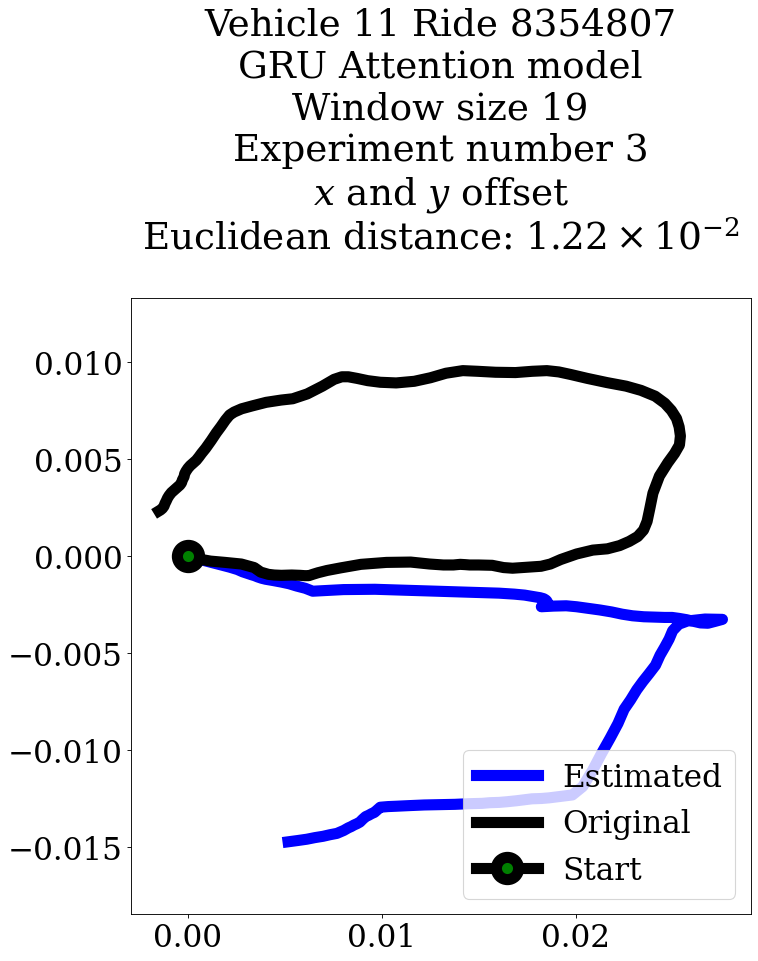 Vehicle 11 Ride 8354807
GRU Attention model
Window size 19
Experiment number 3
x and y offset
Euclidean distance: 1.22 × 10⁻²
0.010
0.005
0.000
−0.005
−0.010
−0.015
Estimated
Original
Start
0.00 0.01 0.02